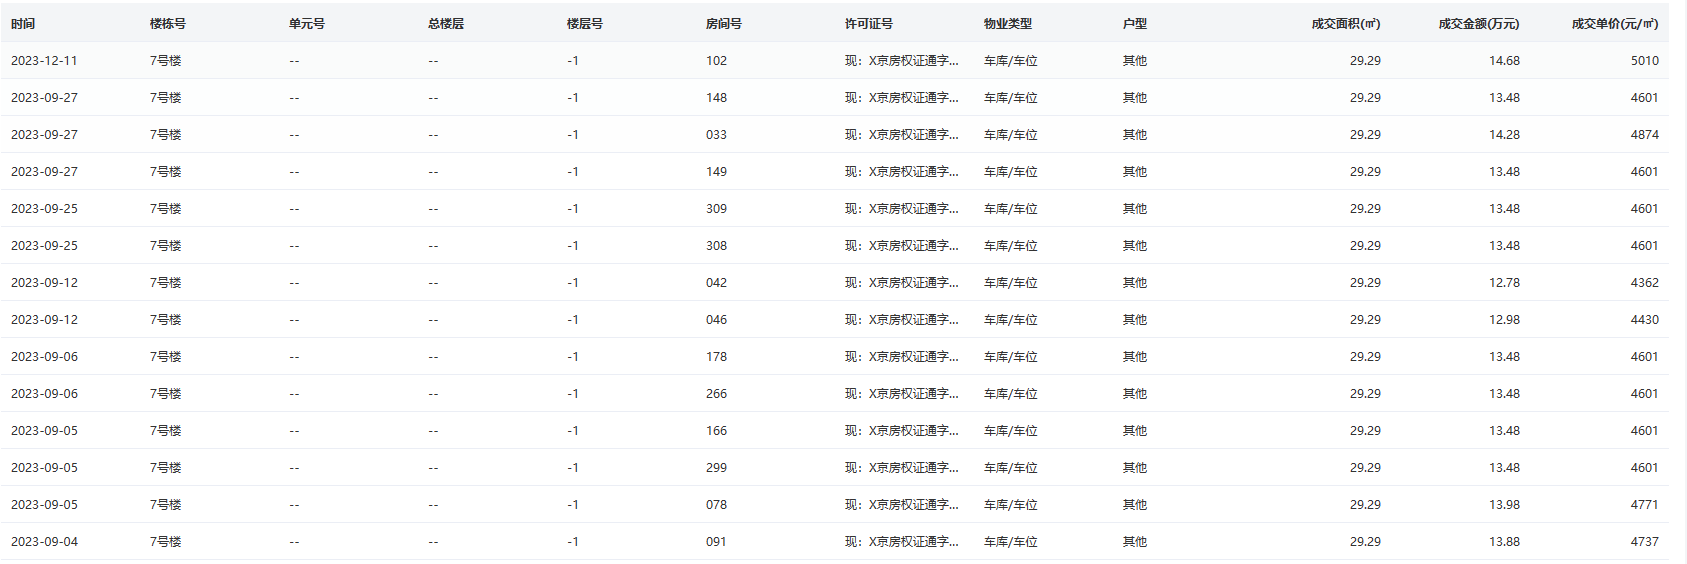 时间 楼栋号 单元号 总楼层 楼层号 房间号 许可证号 物业类型 户型 成交面积(㎡) 成交金额(万元) 成交单价(元/㎡)
2023-12-11 7号楼 -- -- -1 102 现：X京房权证通字... 车库/车位 其他 29.29 14.68 5010
2023-09-27 7号楼 -- -- -1 148 现：X京房权证通字... 车库/车位 其他 29.29 13.48 4601
2023-09-27 7号楼 -- -- -1 033 现：X京房权证通字... 车库/车位 其他 29.29 14.28 4874
2023-09-27 7号楼 -- -- -1 149 现：X京房权证通字... 车库/车位 其他 29.29 13.48 4601
2023-09-25 7号楼 -- -- -1 309 现：X京房权证通字... 车库/车位 其他 29.29 13.48 4601
2023-09-25 7号楼 -- -- -1 308 现：X京房权证通字... 车库/车位 其他 29.29 13.48 4601
2023-09-12 7号楼 -- -- -1 042 现：X京房权证通字... 车库/车位 其他 29.29 12.78 4362
2023-09-12 7号楼 -- -- -1 046 现：X京房权证通字... 车库/车位 其他 29.29 12.98 4430
2023-09-06 7号楼 -- -- -1 178 现：X京房权证通字... 车库/车位 其他 29.29 13.48 4601
2023-09-06 7号楼 -- -- -1 266 现：X京房权证通字... 车库/车位 其他 29.29 13.48 4601
2023-09-05 7号楼 -- -- -1 166 现：X京房权证通字... 车库/车位 其他 29.29 13.48 4601
2023-09-05 7号楼 -- -- -1 299 现：X京房权证通字... 车库/车位 其他 29.29 13.48 4601
2023-09-05 7号楼 -- -- -1 078 现：X京房权证通字... 车库/车位 其他 29.29 13.98 4771
2023-09-04 7号楼 -- -- -1 091 现：X京房权证通字... 车库/车位 其他 29.29 13.88 4737